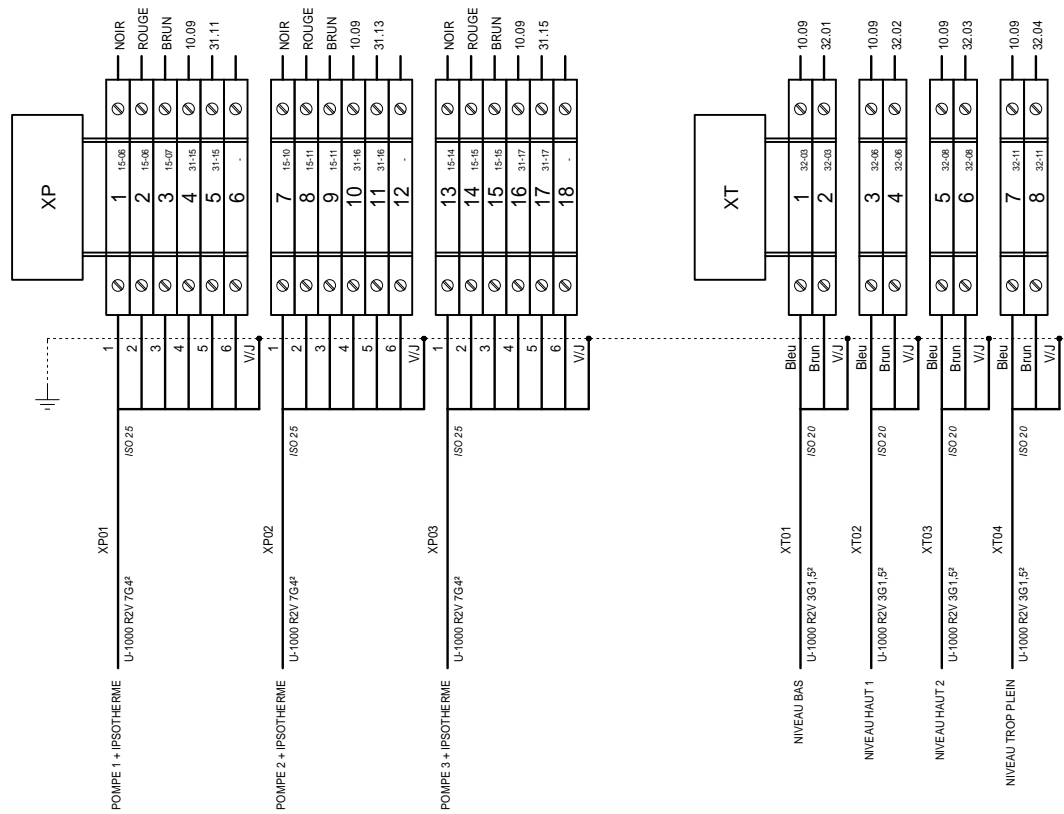 NOIR
ROUGE
BRUN
10.09
31.11
NOIR
ROUGE
BRUN
10.09
31.13
NOIR
ROUGE
BRUN
10.09
31.15
10.09
32.01
10.09
32.02
10.09
32.03
10.09
32.04
XP
XT
1 15-06
2 15-06
3 15-07
4 31-15
5 31-15
6 -
7 15-10
8 15-11
9 15-11
10 31-16
11 31-16
12 -
13 15-14
14 15-15
15 15-15
16 31-17
17 31-17
18 -
1 32-03
2 32-03
3 32-06
4 32-06
5 32-08
6 32-08
7 32-11
8 32-11
1
2
3
4
5
6
V/J
1
2
3
4
5
6
V/J
1
2
3
4
5
6
V/J
Bleu
Brun
V/J
Bleu
Brun
V/J
Bleu
Brun
V/J
Bleu
Brun
V/J
ISO 25
ISO 25
ISO 25
ISO 20
ISO 20
ISO 20
ISO 20
XP01
XP02
XP03
XT01
XT02
XT03
XT04
U-1000 R2V 7G4²
U-1000 R2V 7G4²
U-1000 R2V 7G4²
U-1000 R2V 3G1,5²
U-1000 R2V 3G1,5²
U-1000 R2V 3G1,5²
U-1000 R2V 3G1,5²
POMPE 1 + IPSOTHERME
POMPE 2 + IPSOTHERME
POMPE 3 + IPSOTHERME
NIVEAU BAS
NIVEAU HAUT 1
NIVEAU HAUT 2
NIVEAU TROP PLEIN